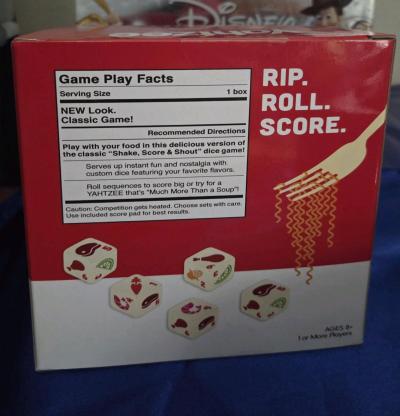 Disney
YAHTZEE
Game Play Facts
Serving Size 1 box
NEW Look.
Classic Game!
Recommended Directions
Play with your food in this delicious version of
the classic "Shake, Score & Shout" dice game!
Serves up instant fun and nostalgia with
custom dice featuring your favorite flavors.
Roll sequences to score big or try for a
YAHTZEE that's "Much More Than a Soup"!
Caution: Competition gets heated. Choose sets with care.
Use included score pad for best results.
RIP.
ROLL.
SCORE.
AGES 8+
1 or More Players